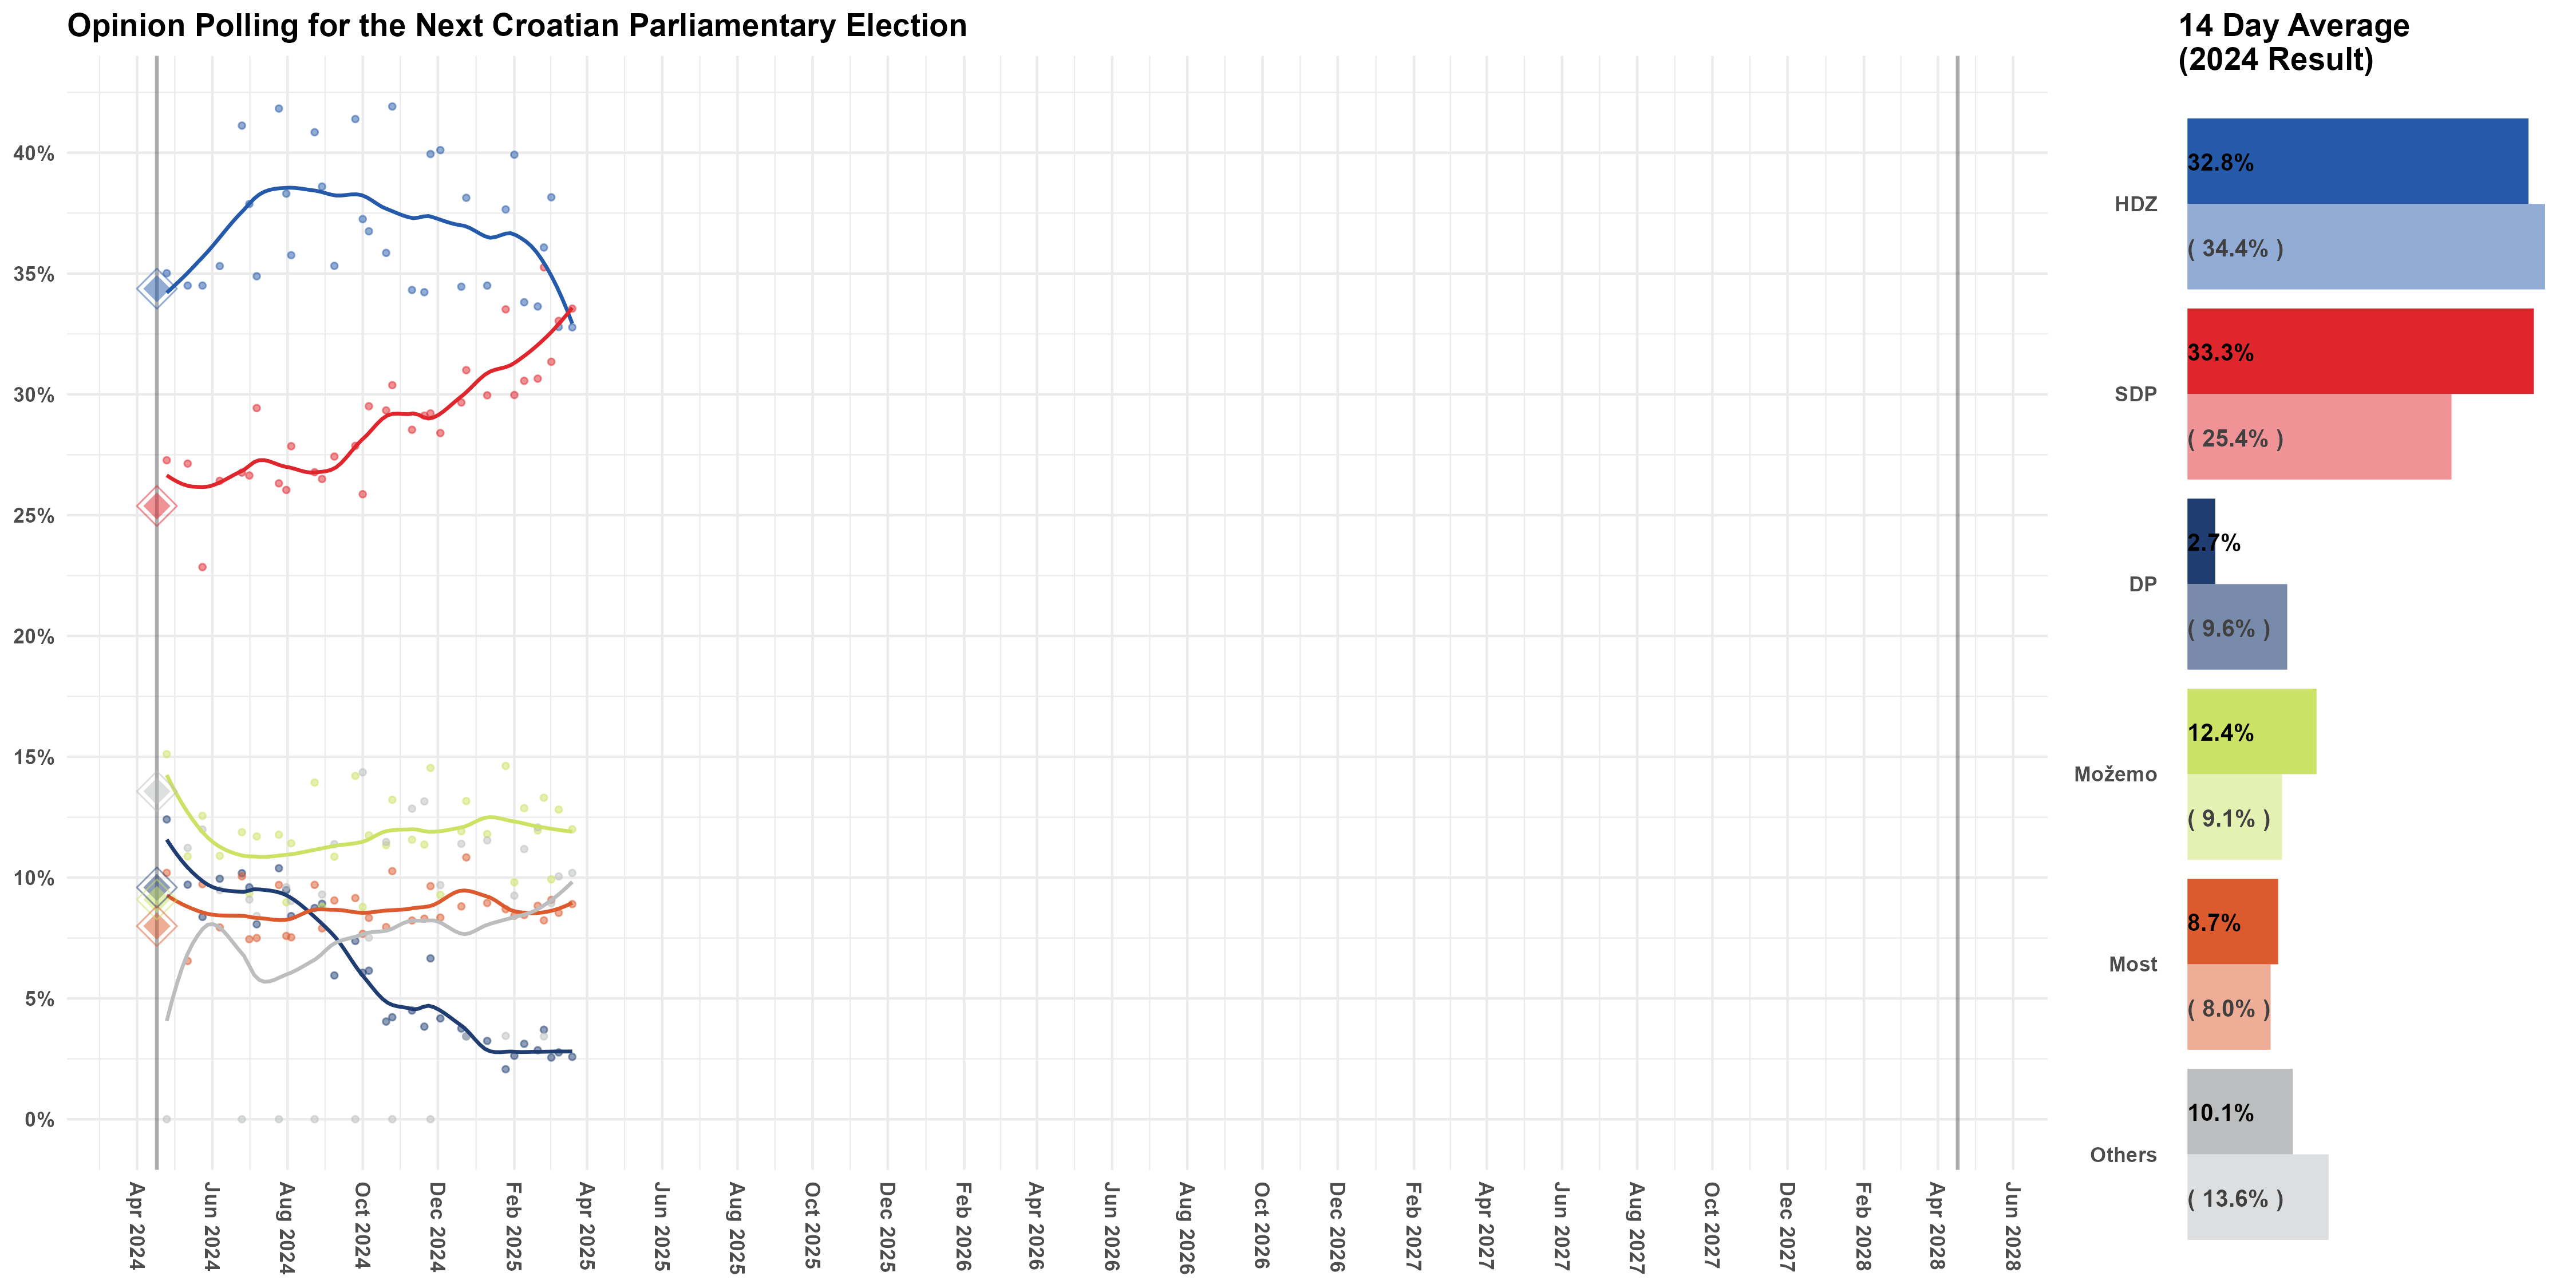 Opinion Polling for the Next Croatian Parliamentary Election
40%
35%
30%
25%
20%
15%
10%
5%
0%
Apr 2024
Jun 2024
Aug 2024
Oct 2024
Dec 2024
Feb 2025
Apr 2025
Jun 2025
Aug 2025
Oct 2025
Dec 2025
Feb 2026
Apr 2026
Jun 2026
Aug 2026
Oct 2026
Dec 2026
Feb 2027
Apr 2027
Jun 2027
Aug 2027
Oct 2027
Dec 2027
Feb 2028
Apr 2028
Jun 2028
14 Day Average
(2024 Result)
32.8%
HDZ
( 34.4% )
33.3%
SDP
( 25.4% )
2.7%
DP
( 9.6% )
12.4%
Možemo
( 9.1% )
8.7%
Most
( 8.0% )
10.1%
Others
( 13.6% )